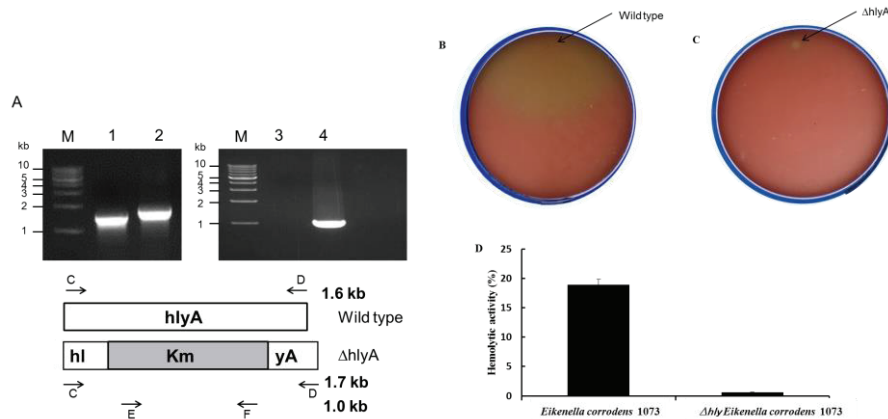 A
M 1 2
kb
10
5
4
3
2
1
M 3 4
kb
10
5
4
3
2
1
C D 1.6 kb
hlyA Wild type
hl Km yA ΔhlyA
C D 1.7 kb
E F 1.0 kb
B
Wild type
C
ΔhlyA
D
Hemolytic activity (%)
25
20
15
10
5
0
Eikenella corrodens 1073
Δhly Eikenella corrodens 1073